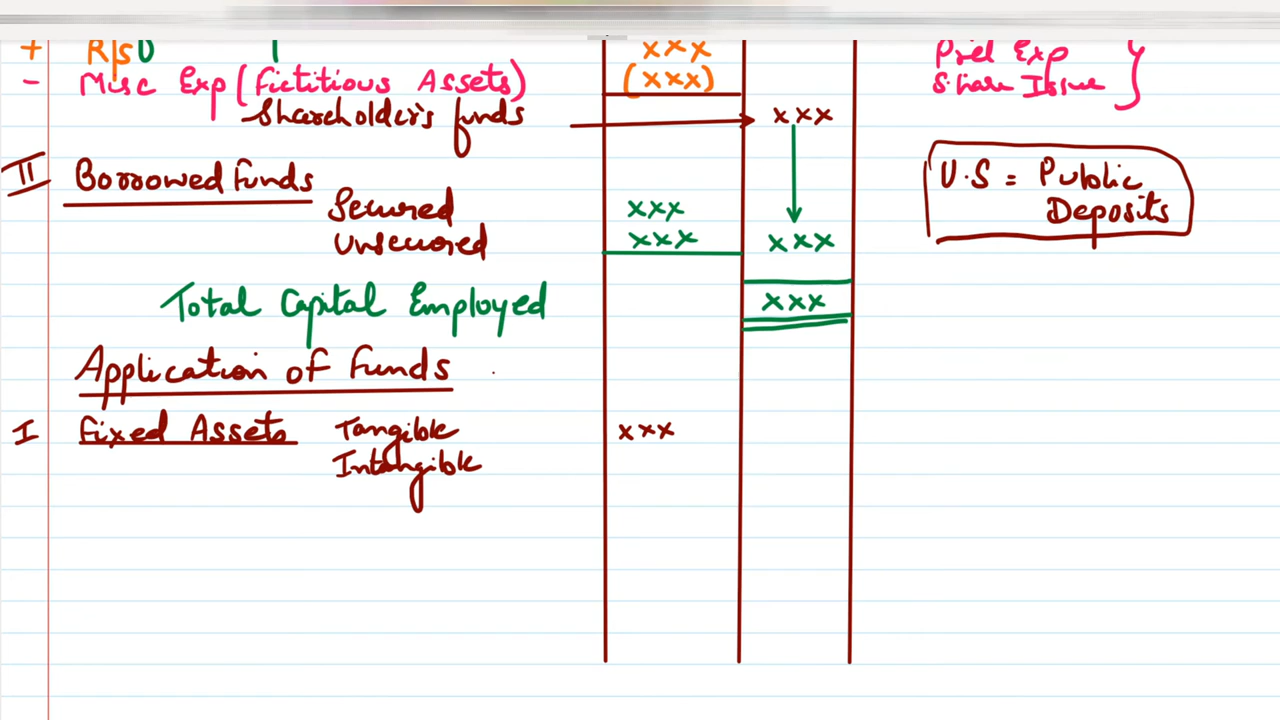 + R/s xxx Prel Exp
- Misc Exp (Fictitious Assets) (xxx) Share Issue
Shareholder's funds xxx
II Borrowed Funds
Secured xxx
Unsecured xxx xxx
U.S = Public Deposits
Total Capital Employed xxx
Application of Funds
I Fixed Assets Tangible xxx
Intangible